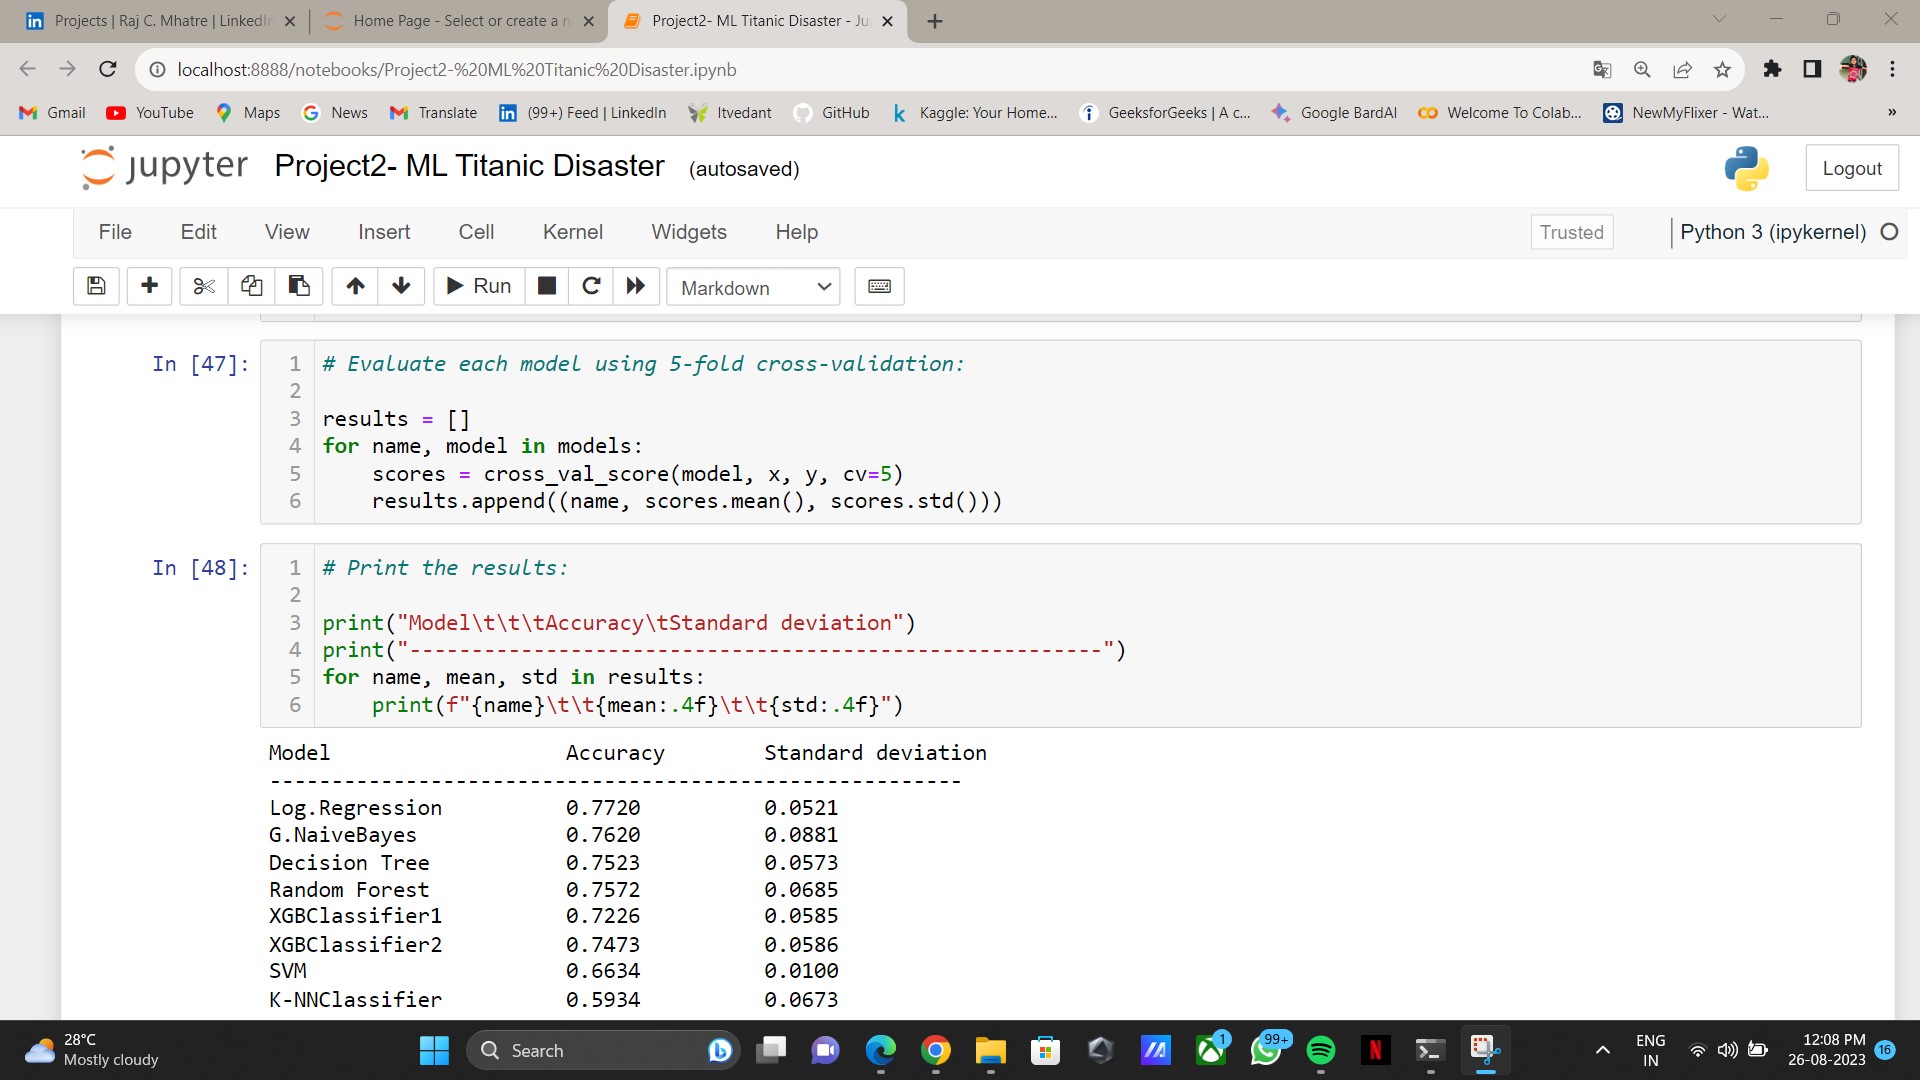 Projects | Raj C. Mhatre | LinkedIn
Home Page - Select or create a n
Project2- ML Titanic Disaster - Ju
localhost:8888/notebooks/Project2-%20ML%20Titanic%20Disaster.ipynb
Gmail YouTube Maps News Translate (99+) Feed | LinkedIn Itvedant GitHub Kaggle: Your Home... GeeksforGeeks | A c... Google BardAI Welcome To Colab... NewMyFlixer - Wat... »
jupyter Project2- ML Titanic Disaster (autosaved) Logout
File Edit View Insert Cell Kernel Widgets Help Trusted Python 3 (ipykernel)
Run Markdown
In [47]:
1 # Evaluate each model using 5-fold cross-validation:
2
3 results = []
4 for name, model in models:
5     scores = cross_val_score(model, x, y, cv=5)
6     results.append((name, scores.mean(), scores.std()))
In [48]:
1 # Print the results:
2
3 print("Model\t\t\tAccuracy\tStandard deviation")
4 print("--------------------------------------------------------")
5 for name, mean, std in results:
6     print(f"{name}\t\t{mean:.4f}\t\t{std:.4f}")
Model Accuracy Standard deviation
--------------------------------------------------------
Log.Regression 0.7720 0.0521
G.NaiveBayes 0.7620 0.0881
Decision Tree 0.7523 0.0573
Random Forest 0.7572 0.0685
XGBClassifier1 0.7226 0.0585
XGBClassifier2 0.7473 0.0586
SVM 0.6634 0.0100
K-NNClassifier 0.5934 0.0673
28°C
Mostly cloudy
Search
1
99+
ENG
IN
12:08 PM
26-08-2023
16